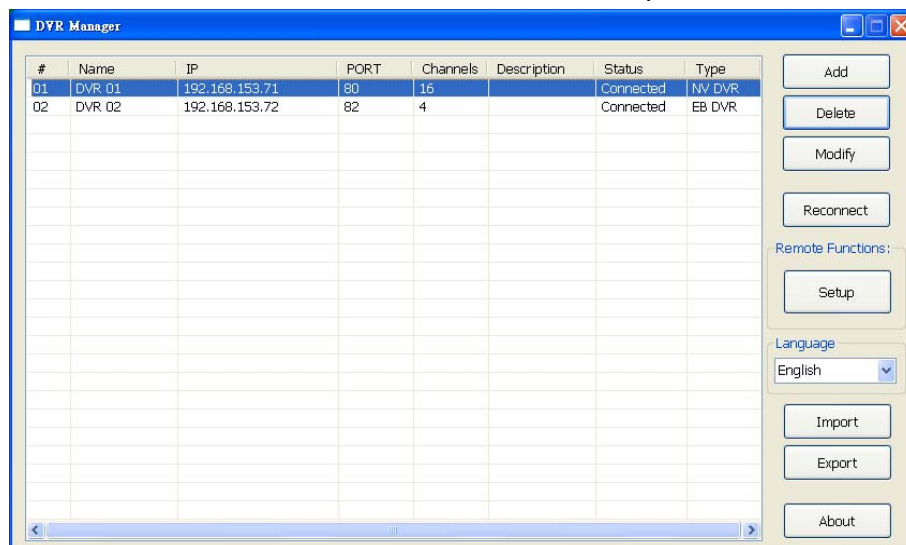 DVR Manager
# Name IP PORT Channels Description Status Type
01 DVR 01 192.168.153.71 80 16 Connected NV DVR
02 DVR 02 192.168.153.72 82 4 Connected EB DVR
Add
Delete
Modify
Reconnect
Remote Functions:
Setup
Language
English
Import
Export
About